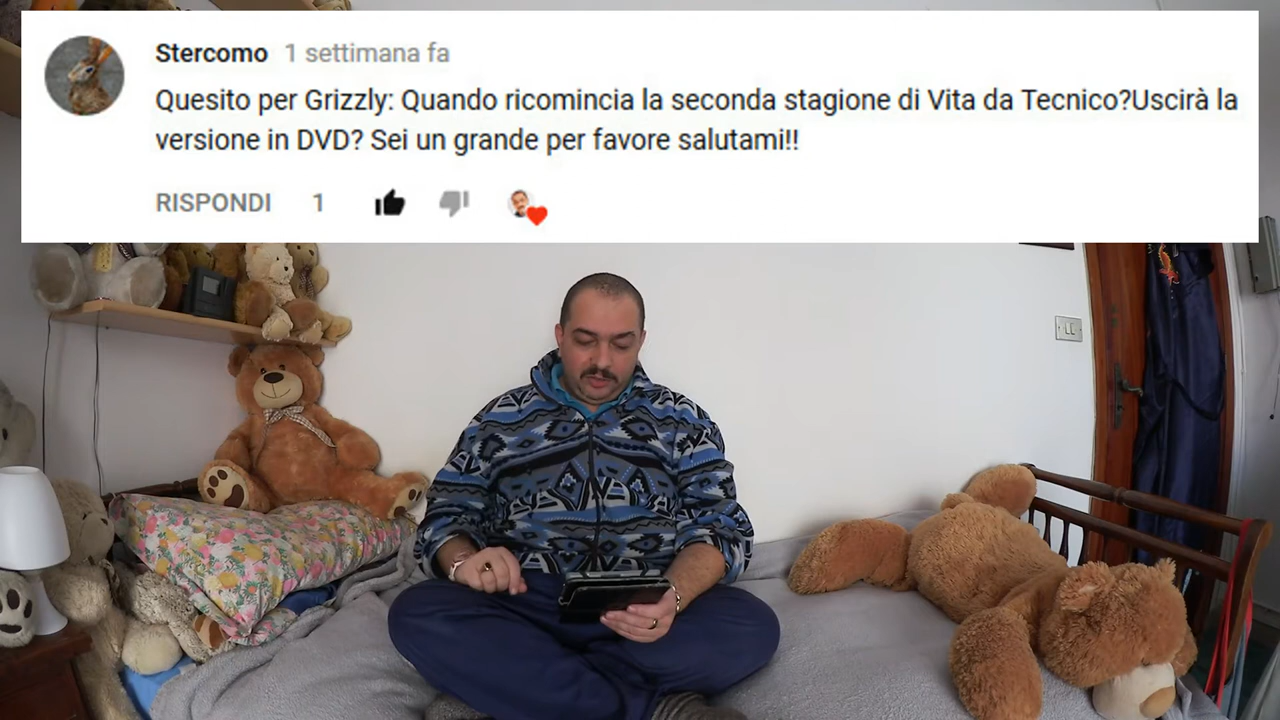 Stercomo 1 settimana fa
Quesito per Grizzly: Quando ricomincia la seconda stagione di Vita da Tecnico?Uscirà la
versione in DVD? Sei un grande per favore salutami!!
RISPONDI 1